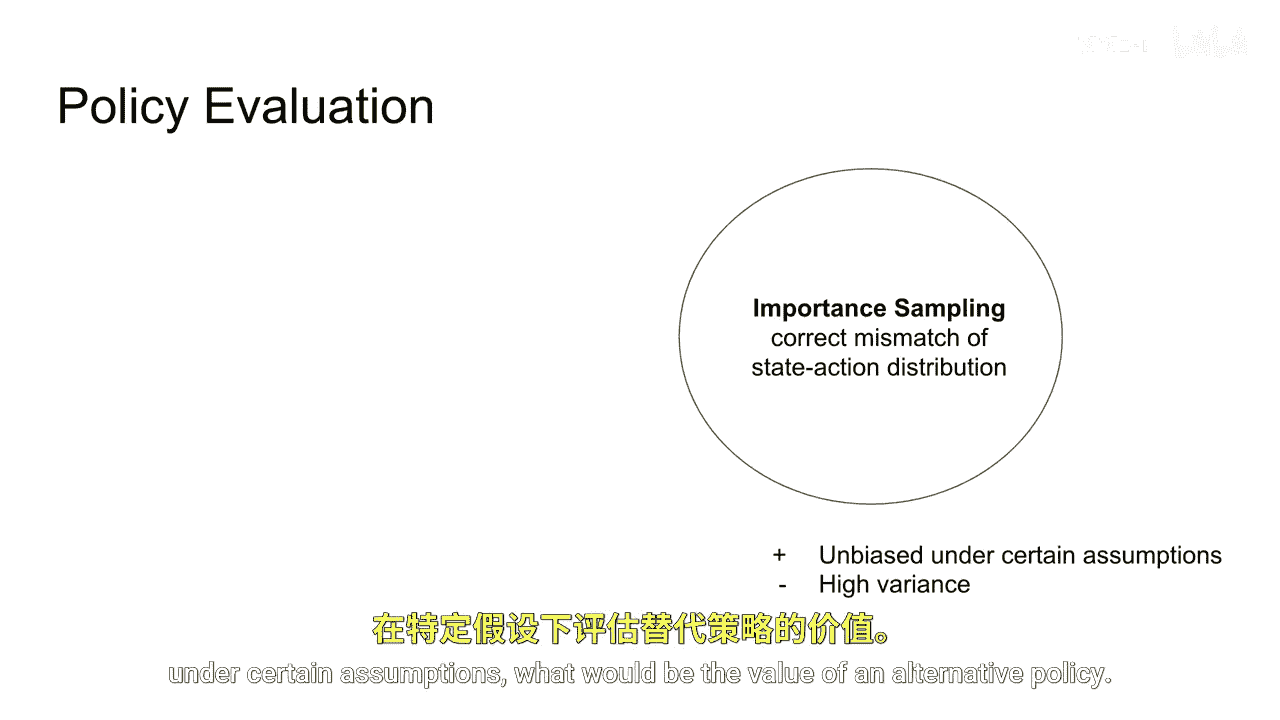 Policy Evaluation
Importance Sampling
correct mismatch of
state-action distribution
+ Unbiased under certain assumptions
- High variance
在特定假设下评估替代策略的价值。
under certain assumptions, what would be the value of an alternative policy.